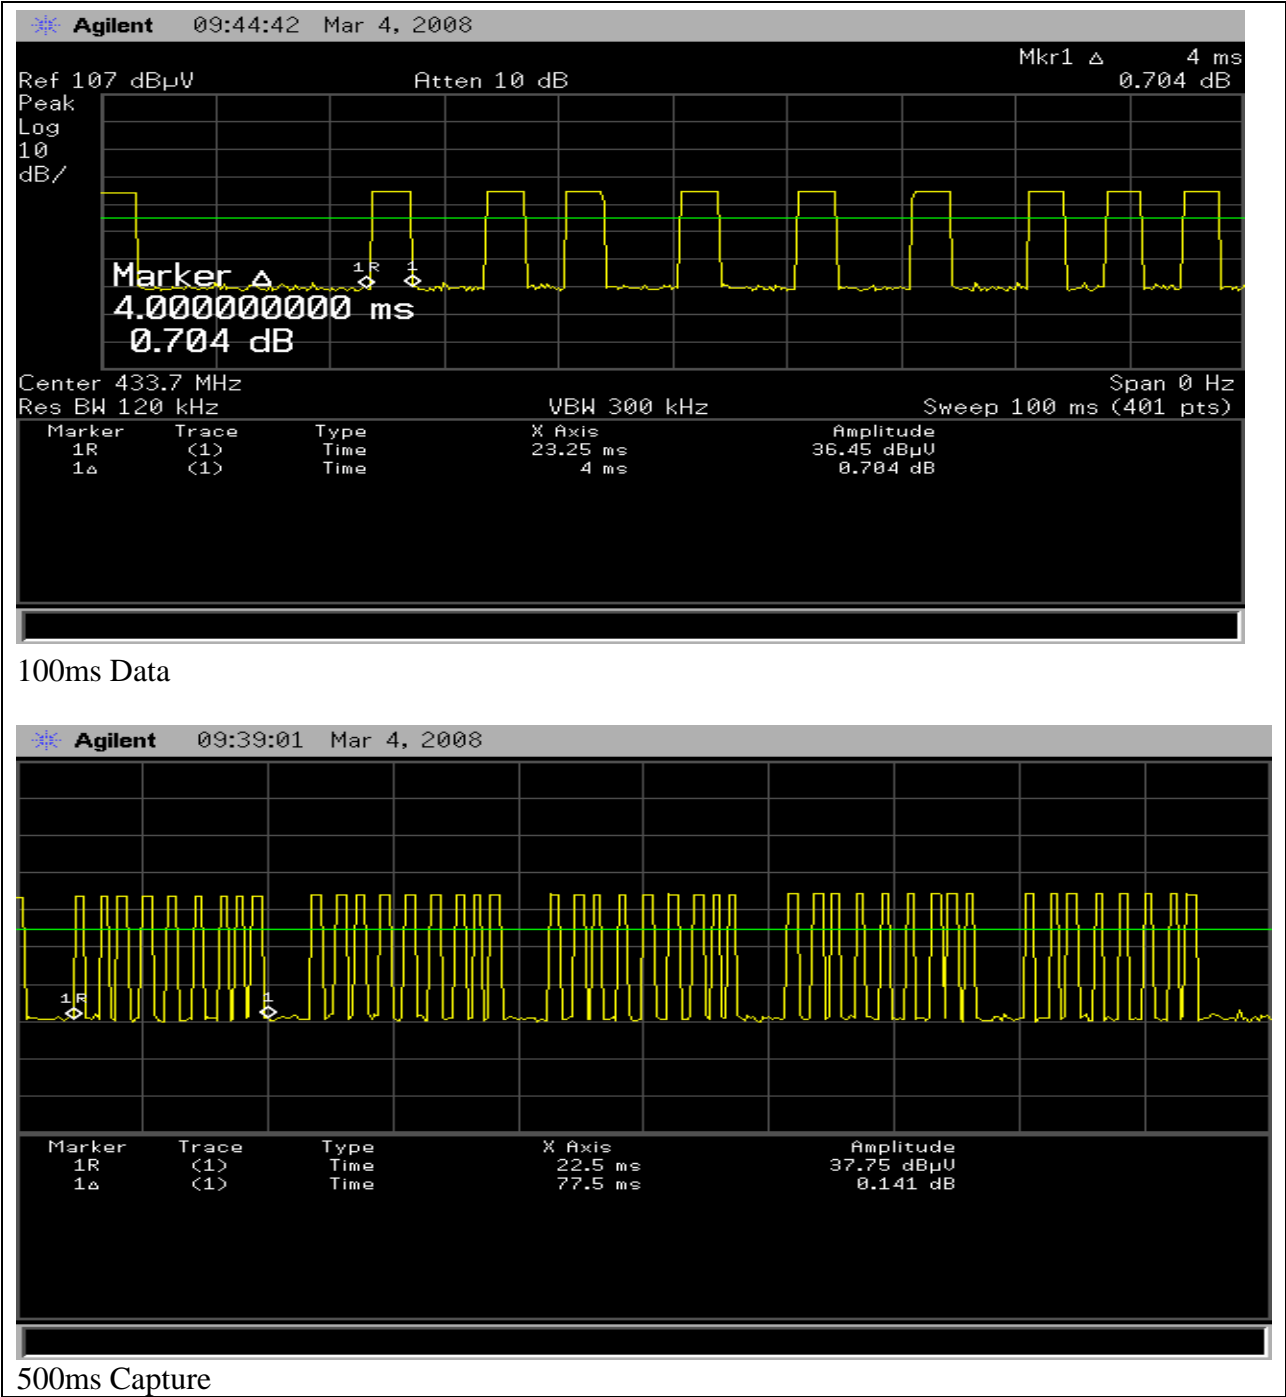 Agilent 09:44:42 Mar 4, 2008
Mkr1 Δ 4 ms
Ref 107 dBµV Atten 10 dB 0.704 dB
Peak
Log
10
dB/
1R 1
Marker Δ
4.000000000 ms
0.704 dB
Center 433.7 MHz Span 0 Hz
Res BW 120 kHz VBW 300 kHz Sweep 100 ms (401 pts)
Marker Trace Type X Axis Amplitude
1R (1) Time 23.25 ms 36.45 dBµV
1Δ (1) Time 4 ms 0.704 dB
100ms Data
Agilent 09:39:01 Mar 4, 2008
1R 1
Marker Trace Type X Axis Amplitude
1R (1) Time 22.5 ms 37.75 dBµV
1Δ (1) Time 77.5 ms 0.141 dB
500ms Capture